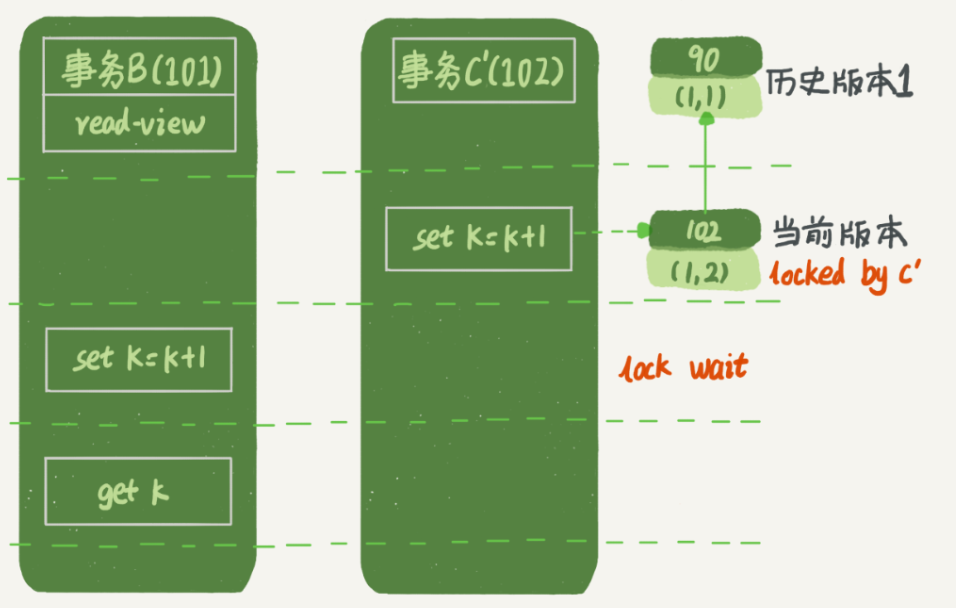 事务B(101)
read-view
事务C'(102)
90
(1,1)
历史版本1
set k=k+1
102
(1,2)
当前版本
locked by c'
set k=k+1
lock wait
get k